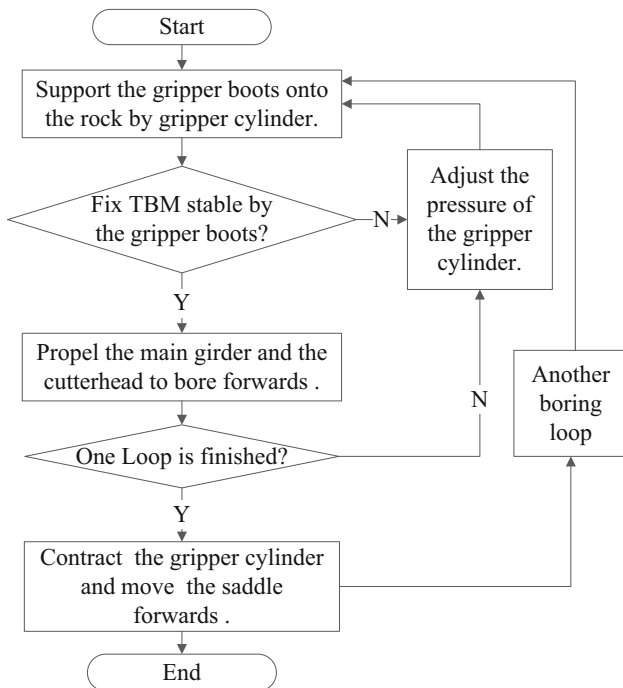 Start
Support the gripper boots onto
the rock by gripper cylinder.
Fix TBM stable by
the gripper boots?
N
Adjust the
pressure of
the gripper
cylinder.
Y
Propel the main girder and the
cutterhead to bore forwards .
N
Another
boring
loop
One Loop is finished?
Y
Contract the gripper cylinder
and move the saddle
forwards .
End